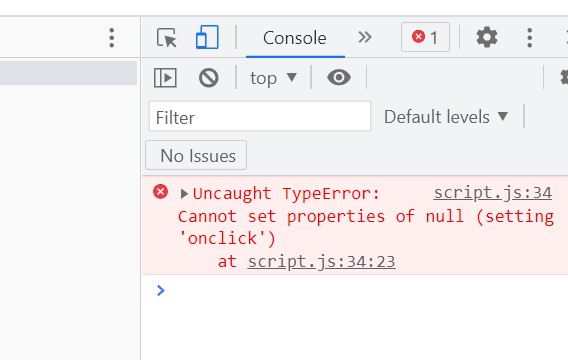 Console
1
top
Filter
Default levels
No Issues
Uncaught TypeError: script.js:34
Cannot set properties of null (setting
'onclick')
at script.js:34:23